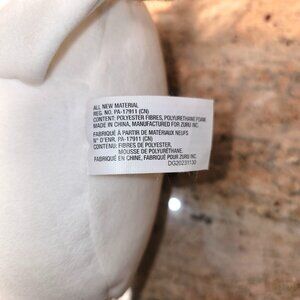 ALL NEW MATERIAL
REG. NO. PA-17911 (CN)
CONTENT: POLYESTER FIBRES, POLYURETHANE FOAM
MADE IN CHINA, MANUFACTURED FOR ZURU INC.
FABRIQUÉ À PARTIR DE MATÉRIAUX NEUFS
N° D'ENR. PA-17911 (CN)
CONTENU: FIBRES DE POLYESTER,
MOUSSE DE POLYURÉTHANE.
FABRIQUÉ EN CHINE, FABRIQUÉ POUR ZURU INC.
DG20231130